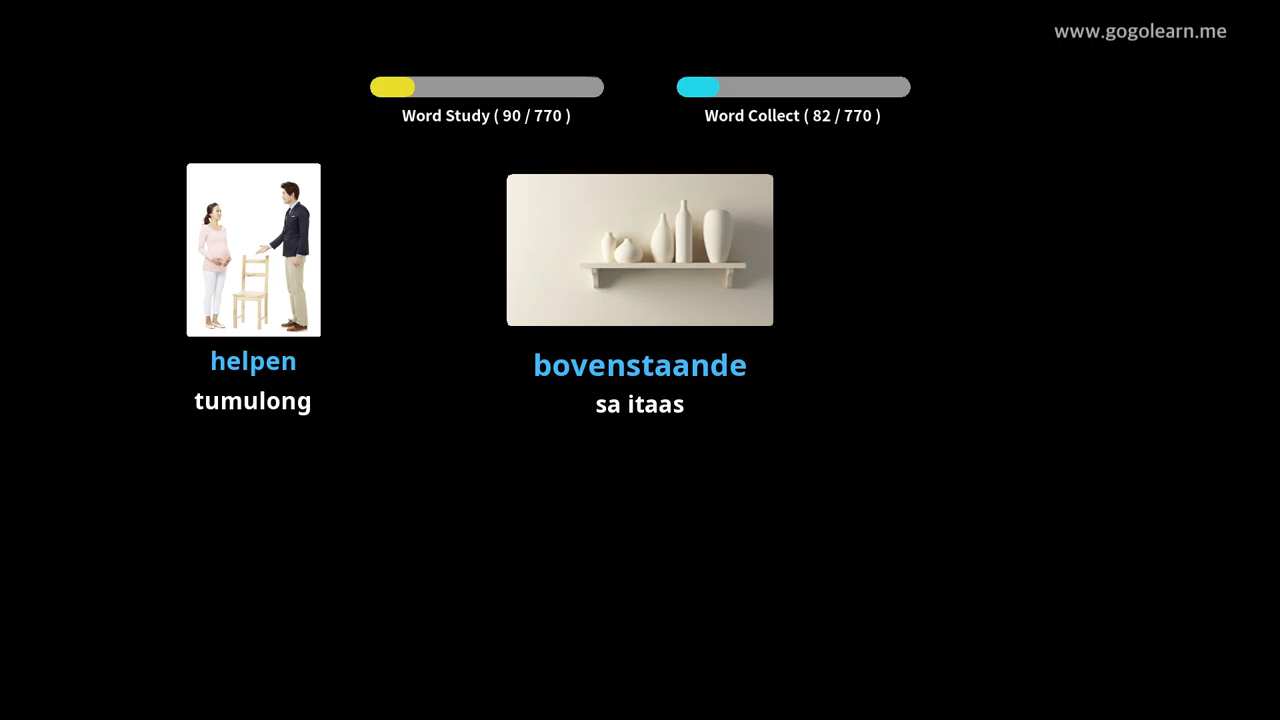 www.gogolearn.me
Word Study ( 90 / 770 )
Word Collect ( 82 / 770 )
helpen
tumulong
bovenstaande
sa itaas